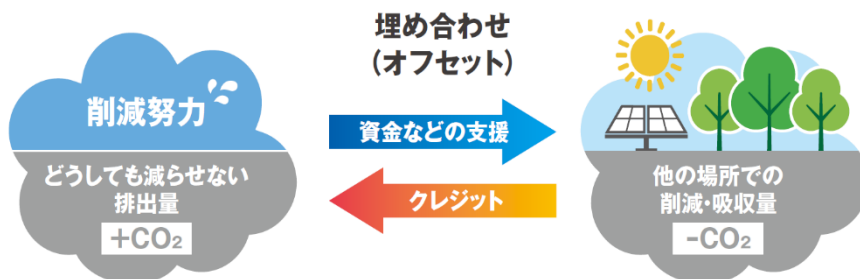 埋め合わせ
(オフセット)
削減努力
資金などの支援
どうしても減らせない
排出量
+CO₂
クレジット
他の場所での
削減・吸収量
-CO₂